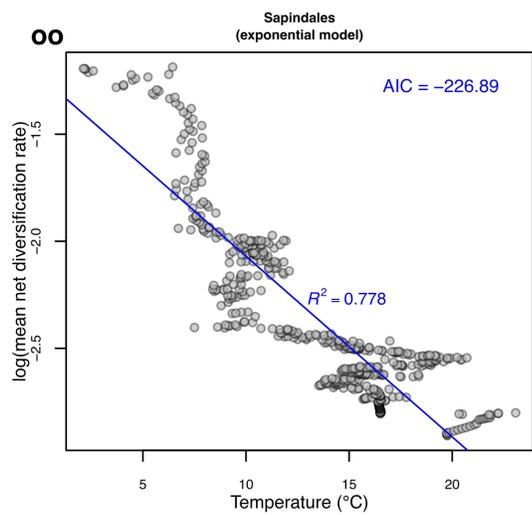 Sapindales
(exponential model)
oo
AIC = −226.89
R² = 0.778
log(mean net diversification rate)
−1.5
−2.0
−2.5
5
10
15
20
Temperature (°C)